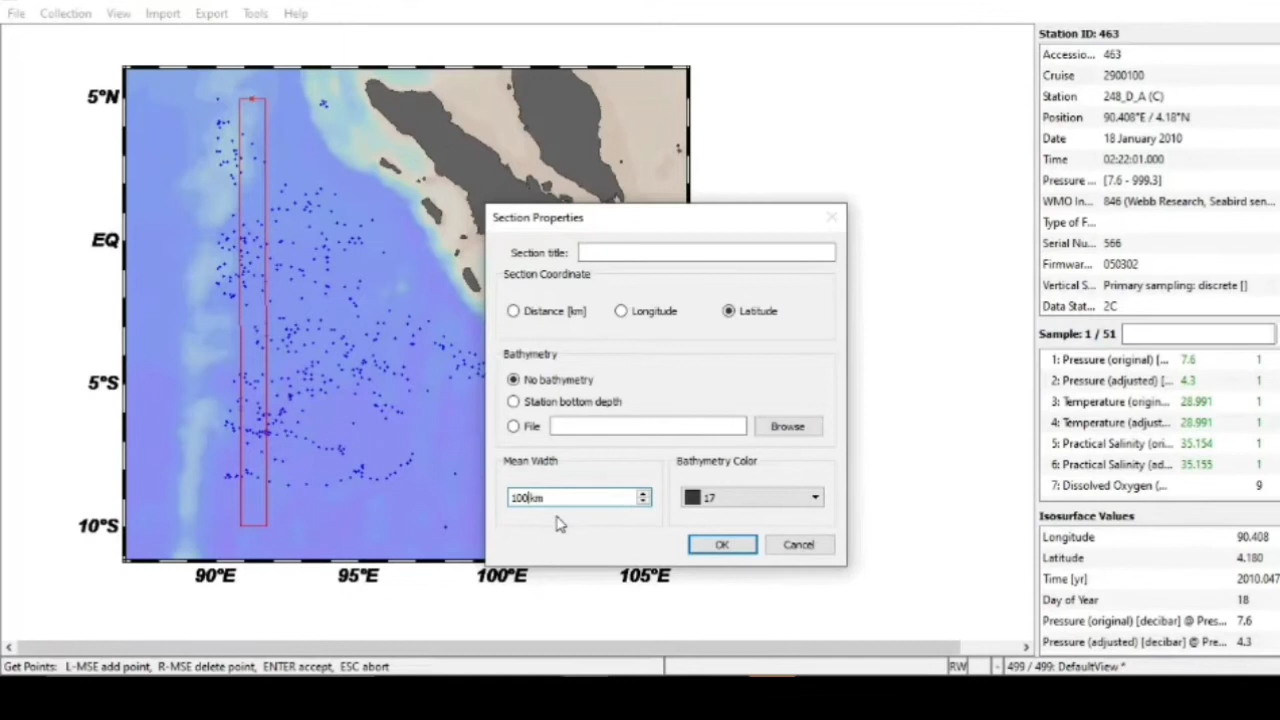 File Collection View Import Export Tools Help
5°N
EQ
5°S
10°S
90°E 95°E 100°E 105°E
Section Properties
Section title:
Section Coordinate
Distance [km] Longitude Latitude
Bathymetry
No bathymetry
Station bottom depth
File Browse
Mean Width Bathymetry Color
100km 17
OK Cancel
Station ID: 463
Accessio... 463
Cruise 2900100
Station 248_D_A (C)
Position 90.408°E / 4.18°N
Date 18 January 2010
Time 02:22:01.000
Pressure ... [7.6 - 999.3]
WMO In... 846 (Webb Research, Seabird sen...
Type of F...
Serial Nu... 566
Firmwar... 050302
Vertical S... Primary sampling: discrete []
Data Stat... 2C
Sample: 1 / 51
1: Pressure (original) [... 7.6 1
2: Pressure (adjusted) [... 4.3 1
3: Temperature (origin... 28.991 1
4: Temperature (adjust... 28.991 1
5: Practical Salinity (ori... 35.154 1
6: Practical Salinity (ad... 35.155 1
7: Dissolved Oxygen (... 9
Isosurface Values
Longitude 90.408
Latitude 4.180
Time [yr] 2010.047
Day of Year 18
Pressure (original) [decibar] @ Pres... 7.6
Pressure (adjusted) [decibar] @ Pre... 4.3
Get Points: L-MSE add point, R-MSE delete point, ENTER accept, ESC abort
RW - 499 / 499: DefaultView *